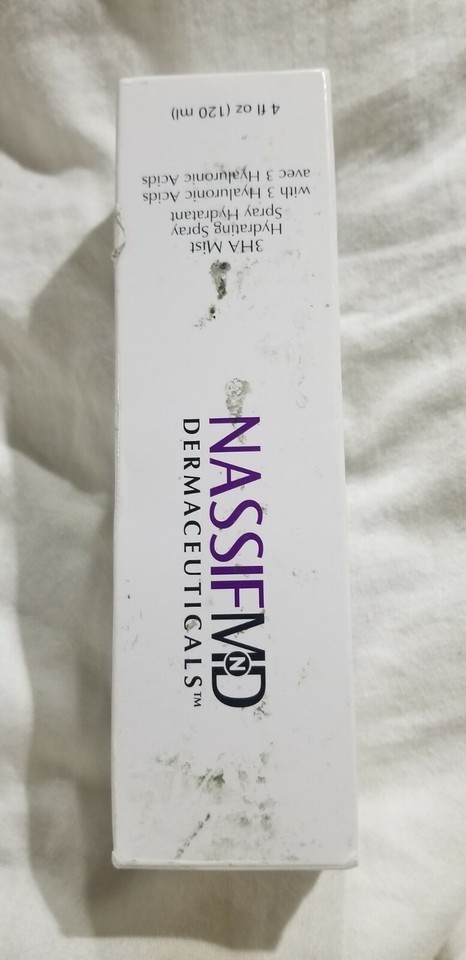 NASSIFMD
N
DERMACEUTICALS™
3HA Mist
Hydrating Spray
Spray Hydratant
with 3 Hyaluronic Acids
avec 3 Hyaluronic Acids
4 fl oz (120 ml)